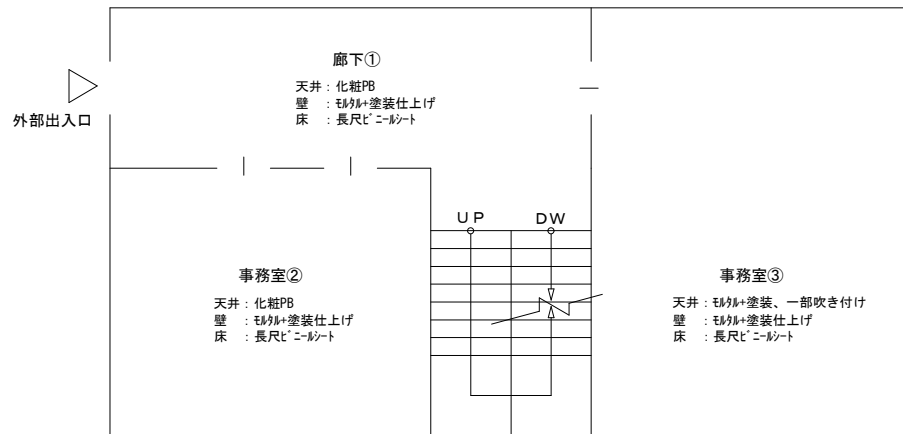 廊下①
天井：化粧PB
壁　：ﾓﾙﾀﾙ+塗装仕上げ
床　：長尺ﾋﾞﾆｰﾙｼｰﾄ
外部出入口
UP
DW
事務室②
天井：化粧PB
壁　：ﾓﾙﾀﾙ+塗装仕上げ
床　：長尺ﾋﾞﾆｰﾙｼｰﾄ
事務室③
天井：ﾓﾙﾀﾙ+塗装、一部吹き付け
壁　：ﾓﾙﾀﾙ+塗装仕上げ
床　：長尺ﾋﾞﾆｰﾙｼｰﾄ